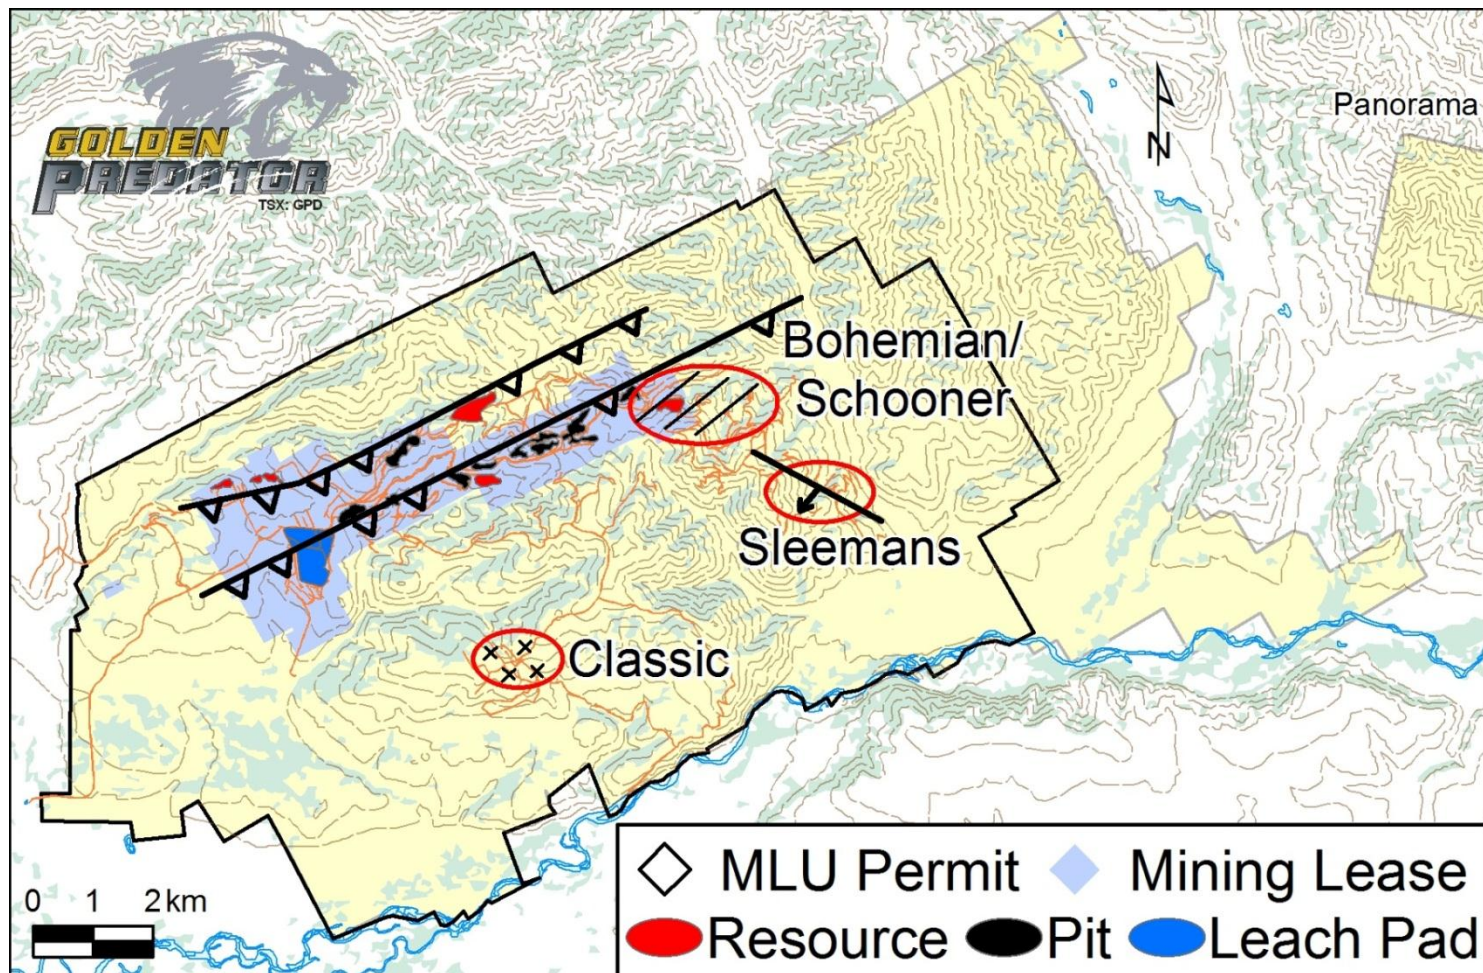 GOLDEN
PREDATOR
TSX: GPD
Panorama
N
Bohemian/
Schooner
Sleemans
Classic
0 1 2 km
MLU Permit Mining Lease
Resource Pit Leach Pad